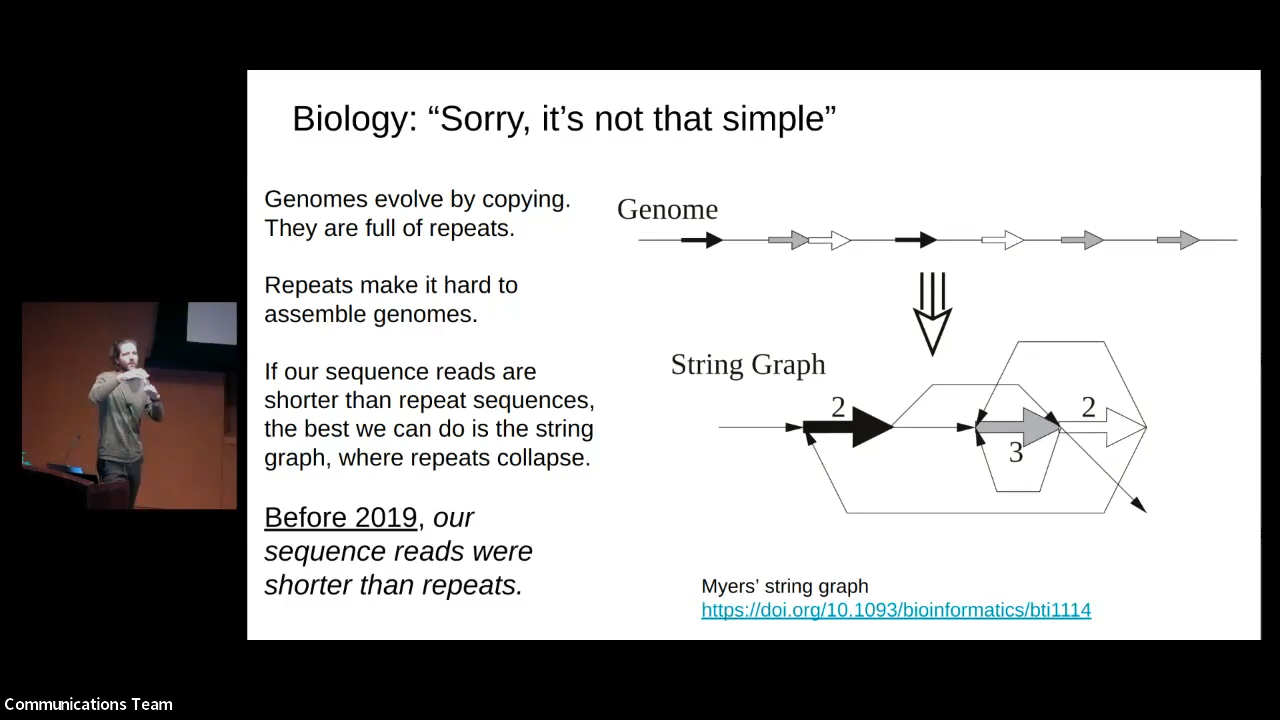 Biology: “Sorry, it’s not that simple”
Genomes evolve by copying.
They are full of repeats.
Repeats make it hard to
assemble genomes.
If our sequence reads are
shorter than repeat sequences,
the best we can do is the string
graph, where repeats collapse.
Before 2019, our
sequence reads were
shorter than repeats.
Genome
String Graph
2
2
3
Myers’ string graph
https://doi.org/10.1093/bioinformatics/bti1114
Communications Team